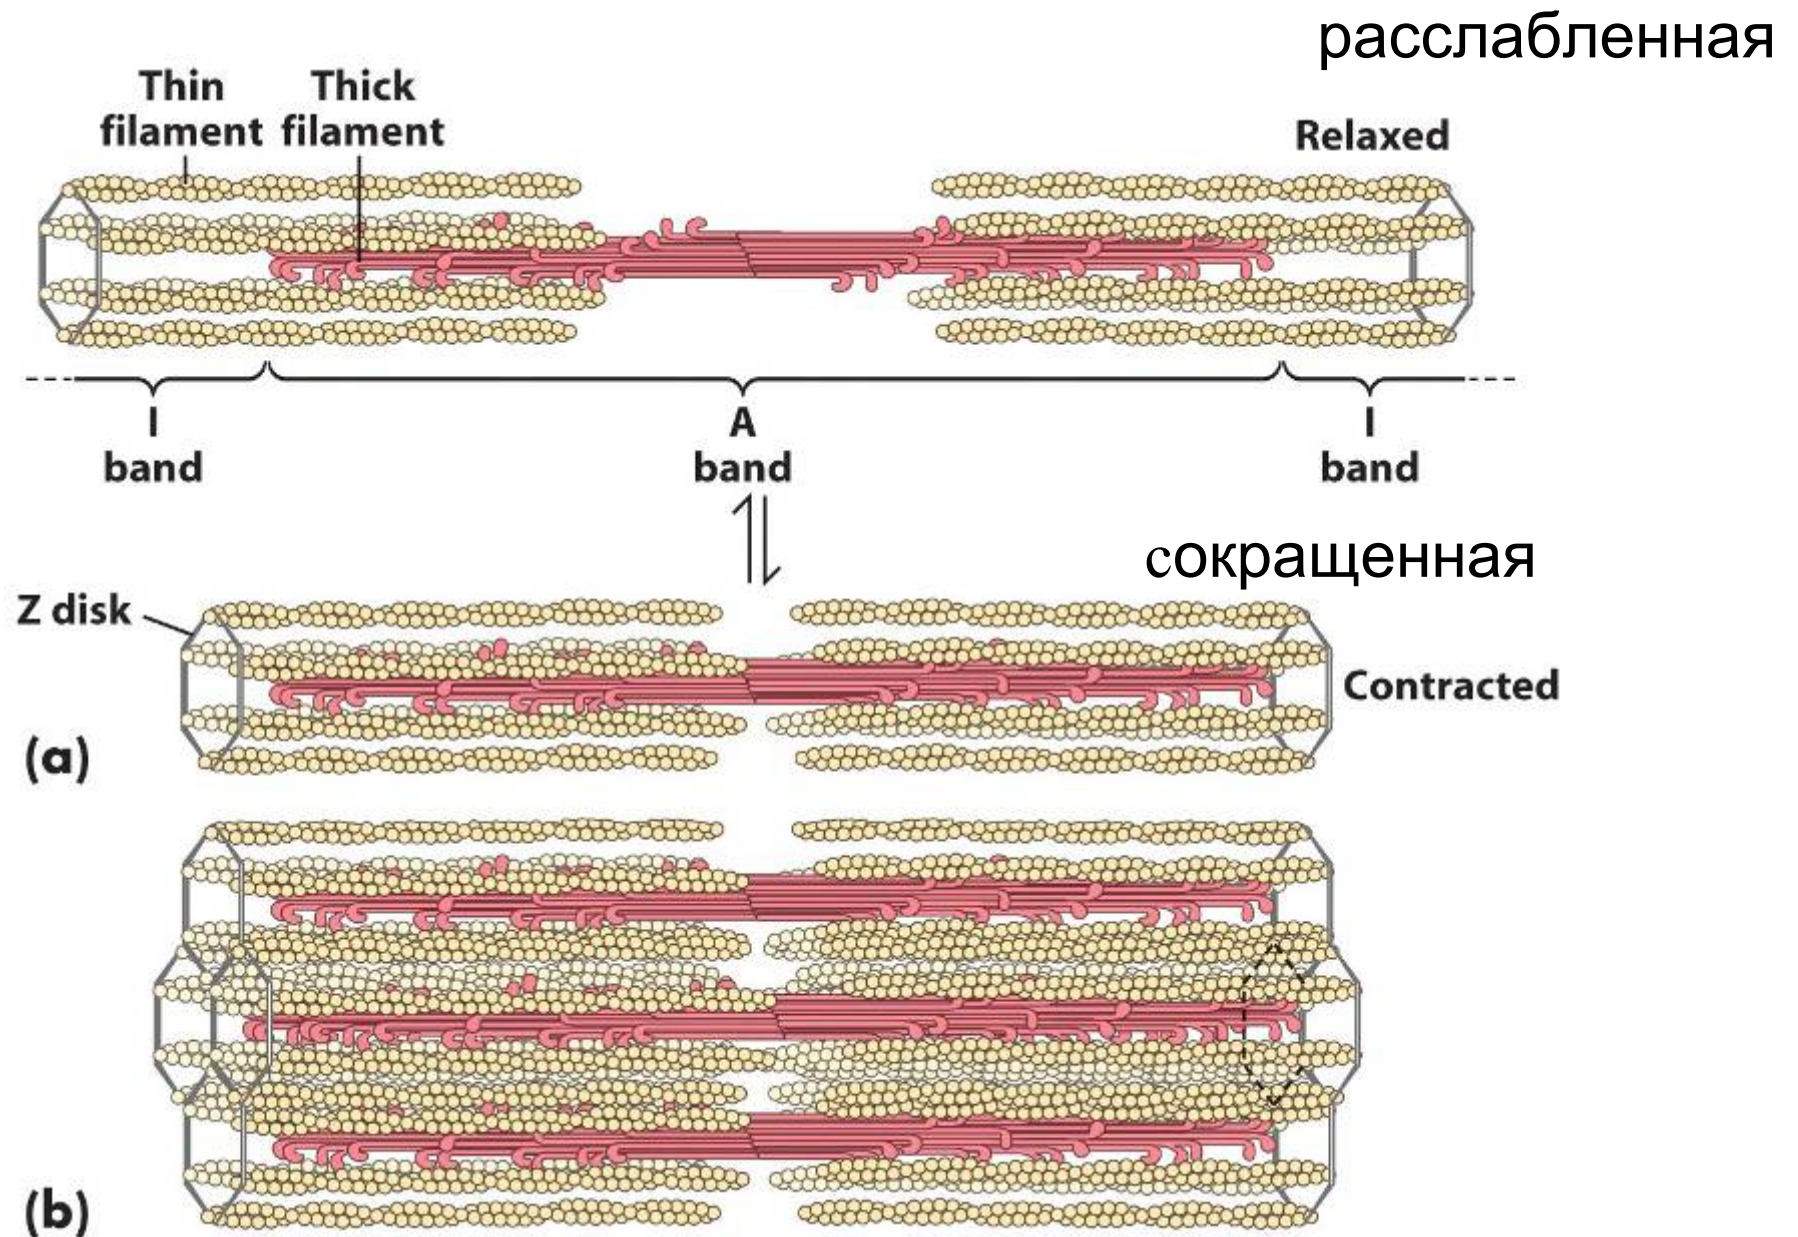 расслабленная
Thin
filament
Thick
filament
Relaxed
I
band
A
band
I
band
сокращенная
Z disk
Contracted
(a)
(b)